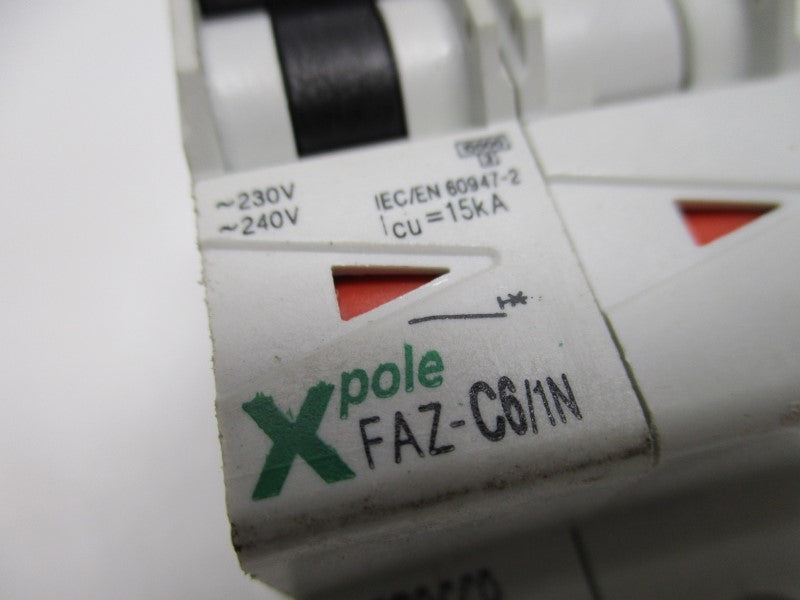 ~230V
~240V
IEC/EN 60947-2
Icu=15kA
Xpole
FAZ-C6/1N